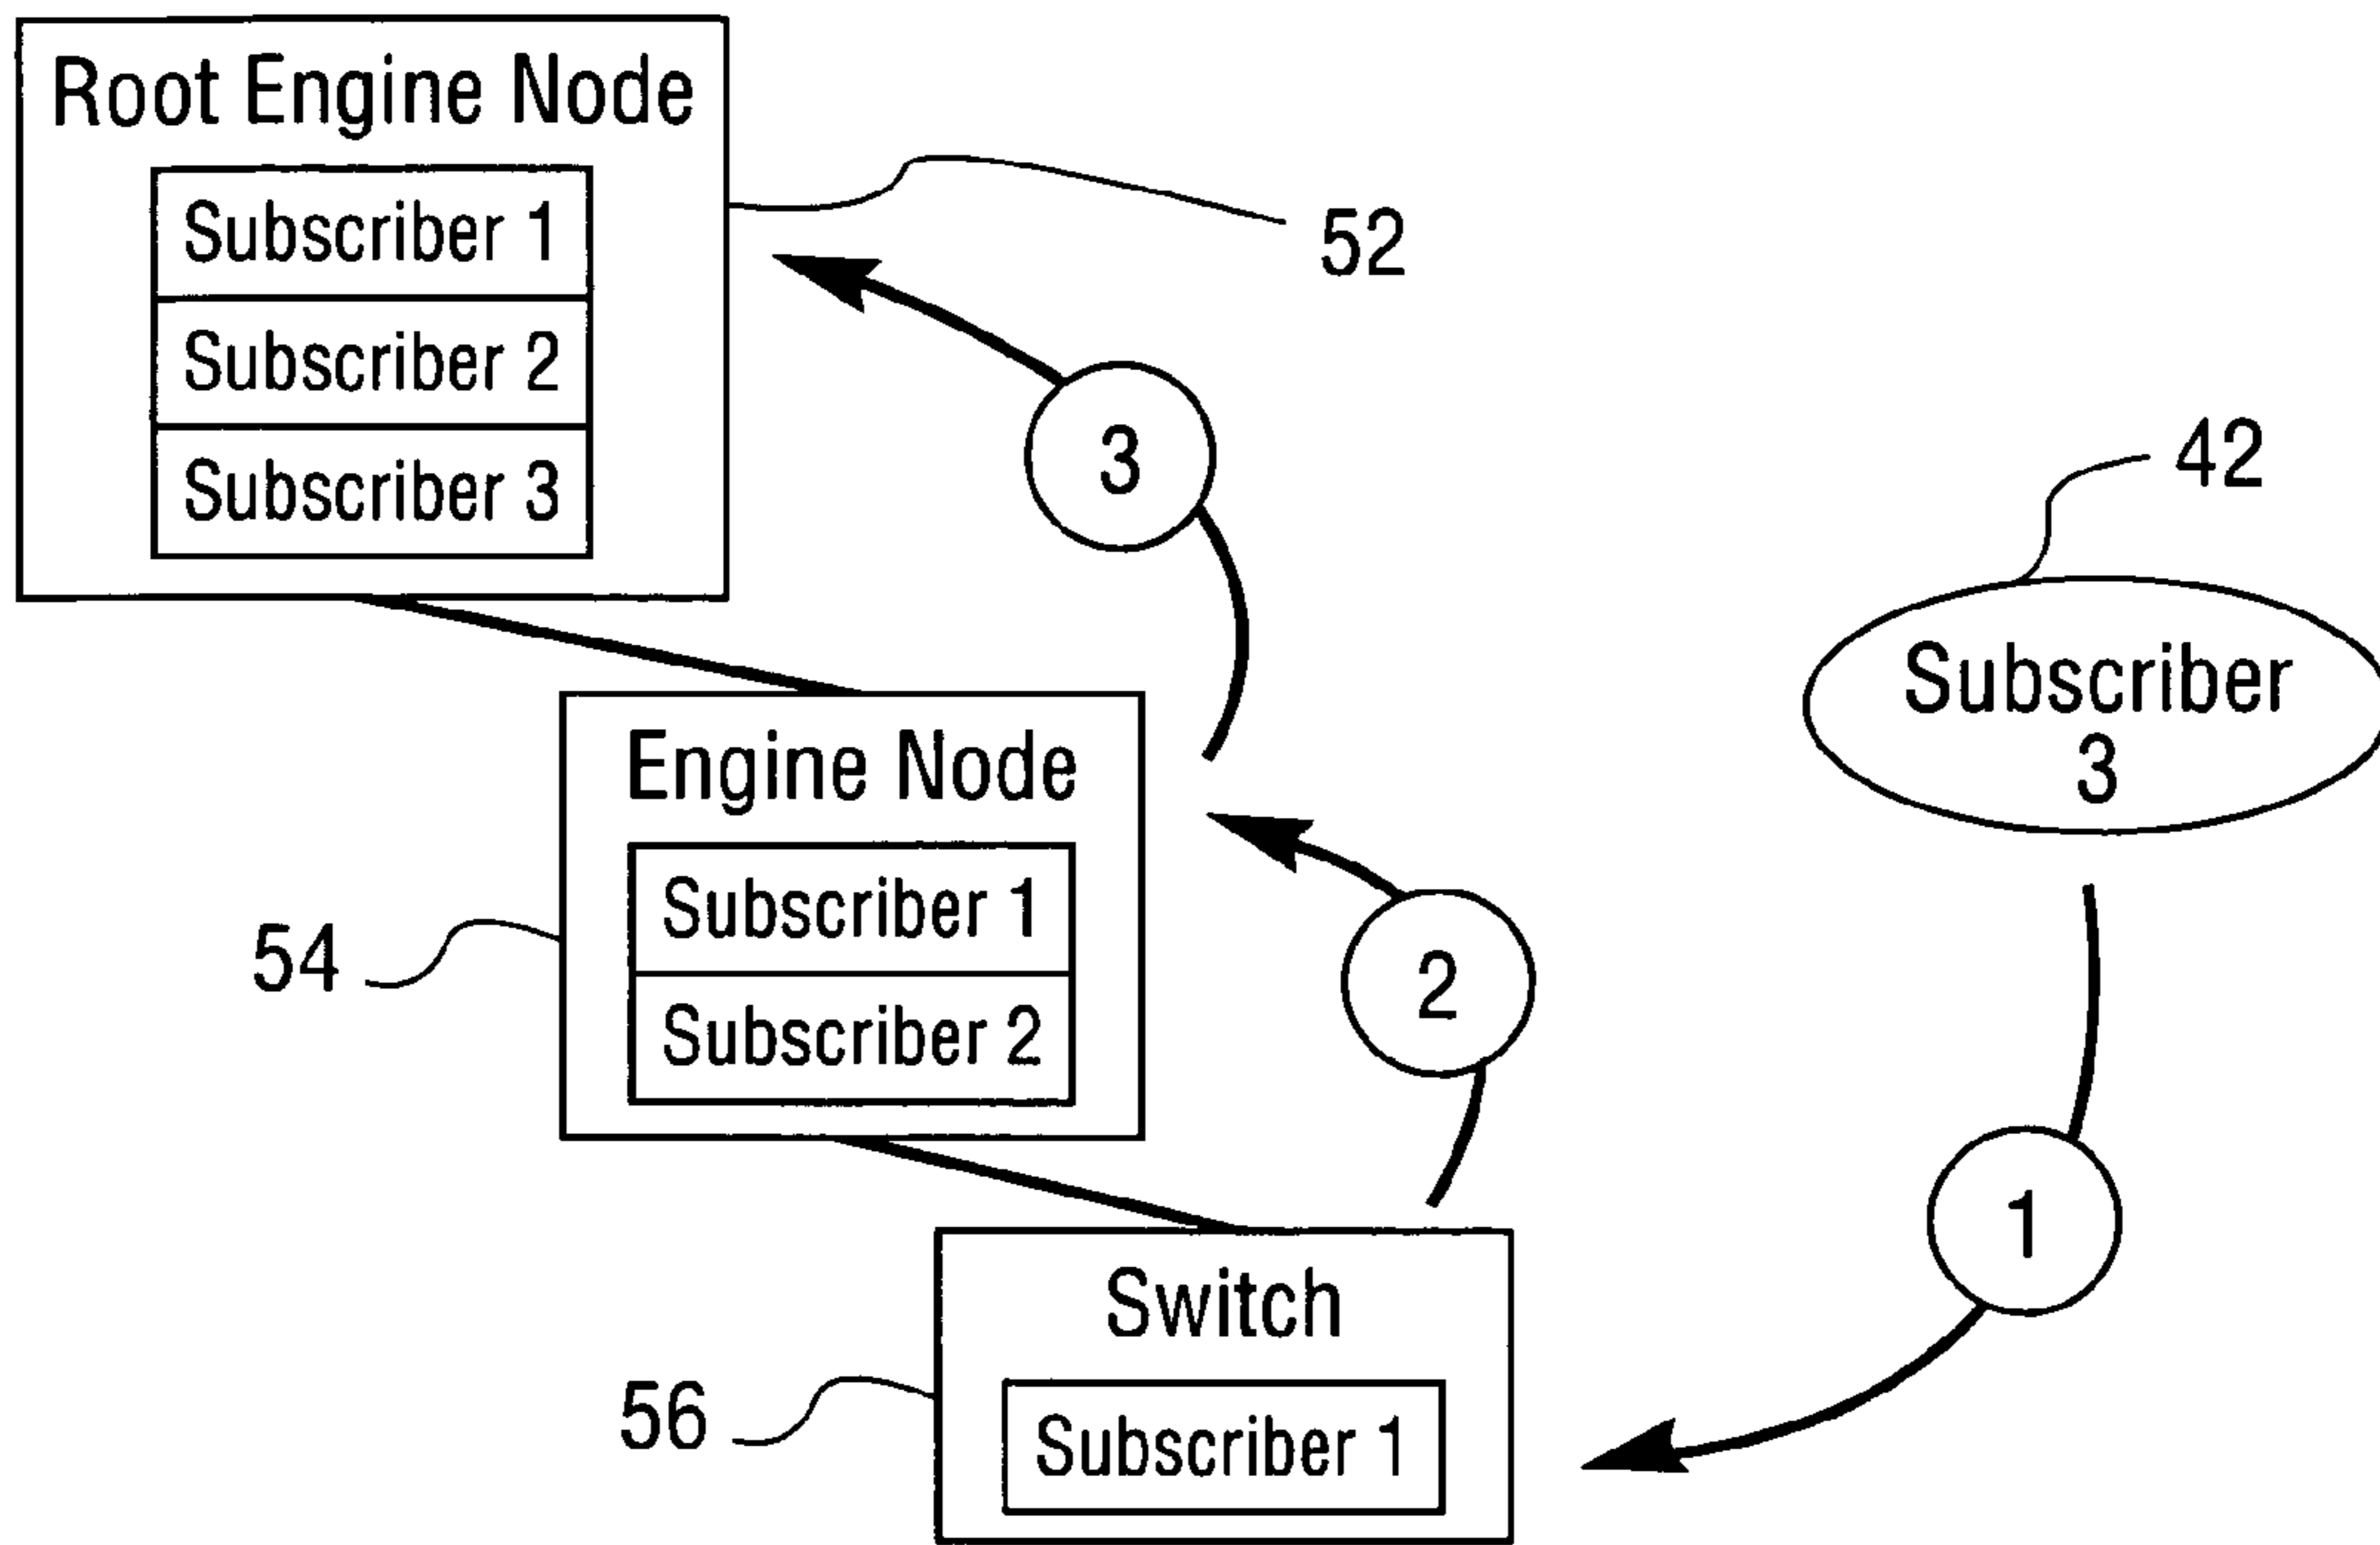 Root Engine Node
Subscriber 1
Subscriber 2
Subscriber 3
52
3
42
Subscriber
3
Engine Node
Subscriber 1
Subscriber 2
54
2
1
Switch
Subscriber 1
56